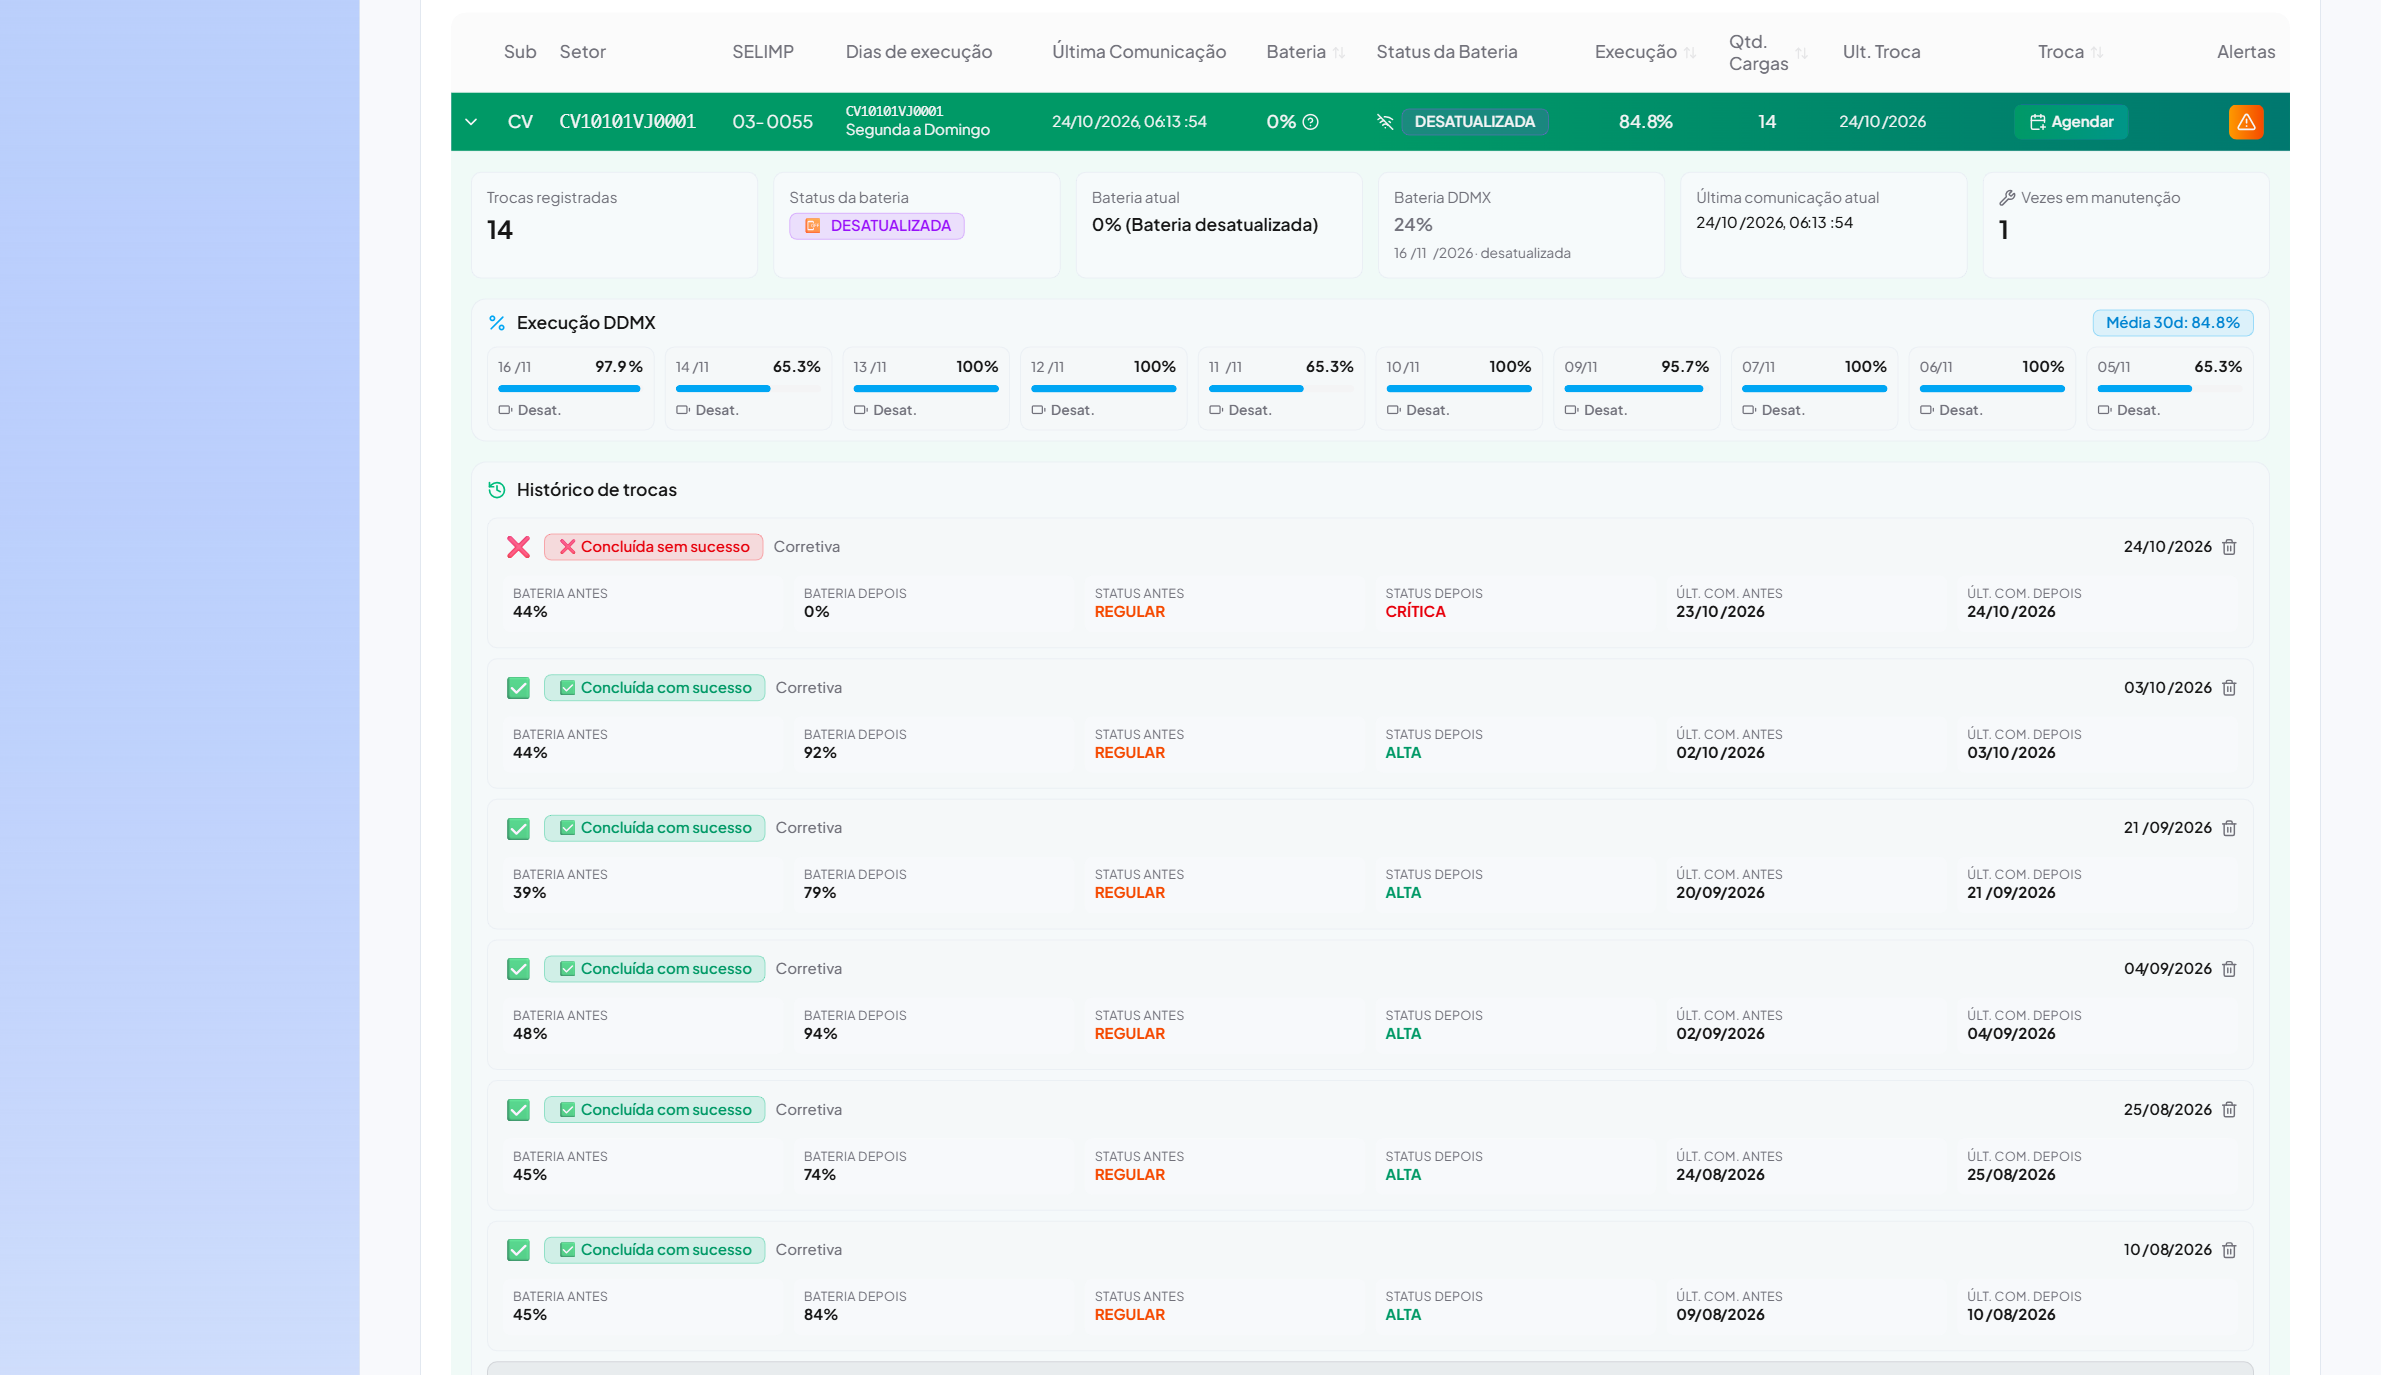 Sub Setor SELIMP Dias de execução Última Comunicação Bateria Status da Bateria Execução Qtd. Cargas Ult. Troca Troca Alertas
CV CV10101VJ0001 03-0055 CV10101VJ0001 Segunda a Domingo 24/10/2026, 06:13:54 0% DESATUALIZADA 84.8% 14 24/10/2026 Agendar
Trocas registradas
14
Status da bateria
DESATUALIZADA
Bateria atual
0% (Bateria desatualizada)
Bateria DDMX
24%
16/11/2026 · desatualizada
Última comunicação atual
24/10/2026, 06:13:54
Vezes em manutenção
1
Execução DDMX
Média 30d: 84.8%
16/11 97.9%
Desat.
14/11 65.3%
Desat.
13/11 100%
Desat.
12/11 100%
Desat.
11/11 65.3%
Desat.
10/11 100%
Desat.
09/11 95.7%
Desat.
07/11 100%
Desat.
06/11 100%
Desat.
05/11 65.3%
Desat.
Histórico de trocas
Concluída sem sucesso Corretiva 24/10/2026
BATERIA ANTES BATERIA DEPOIS STATUS ANTES STATUS DEPOIS ÚLT. COM. ANTES ÚLT. COM. DEPOIS
44% 0% REGULAR CRÍTICA 23/10/2026 24/10/2026
Concluída com sucesso Corretiva 03/10/2026
BATERIA ANTES BATERIA DEPOIS STATUS ANTES STATUS DEPOIS ÚLT. COM. ANTES ÚLT. COM. DEPOIS
44% 92% REGULAR ALTA 02/10/2026 03/10/2026
Concluída com sucesso Corretiva 21/09/2026
BATERIA ANTES BATERIA DEPOIS STATUS ANTES STATUS DEPOIS ÚLT. COM. ANTES ÚLT. COM. DEPOIS
39% 79% REGULAR ALTA 20/09/2026 21/09/2026
Concluída com sucesso Corretiva 04/09/2026
BATERIA ANTES BATERIA DEPOIS STATUS ANTES STATUS DEPOIS ÚLT. COM. ANTES ÚLT. COM. DEPOIS
48% 94% REGULAR ALTA 02/09/2026 04/09/2026
Concluída com sucesso Corretiva 25/08/2026
BATERIA ANTES BATERIA DEPOIS STATUS ANTES STATUS DEPOIS ÚLT. COM. ANTES ÚLT. COM. DEPOIS
45% 74% REGULAR ALTA 24/08/2026 25/08/2026
Concluída com sucesso Corretiva 10/08/2026
BATERIA ANTES BATERIA DEPOIS STATUS ANTES STATUS DEPOIS ÚLT. COM. ANTES ÚLT. COM. DEPOIS
45% 84% REGULAR ALTA 09/08/2026 10/08/2026